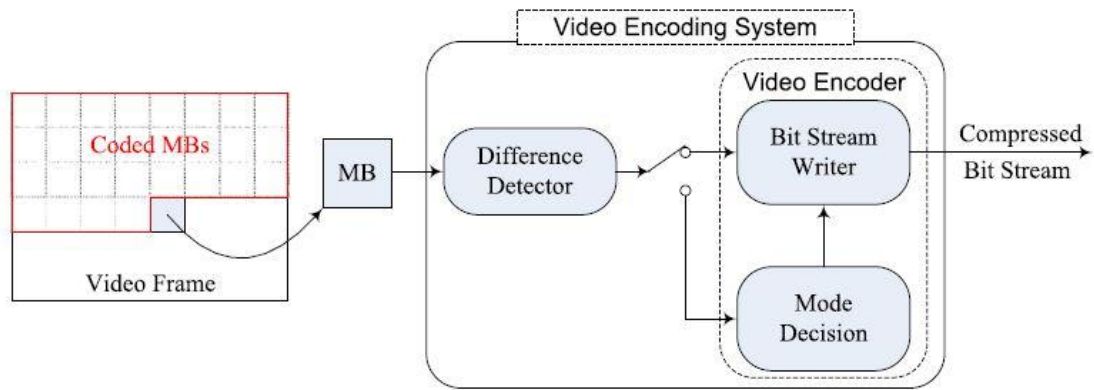 Video Encoding System
Video Encoder
Coded MBs
MB
Difference
Detector
Bit Stream
Writer
Compressed
Bit Stream
Video Frame
Mode
Decision